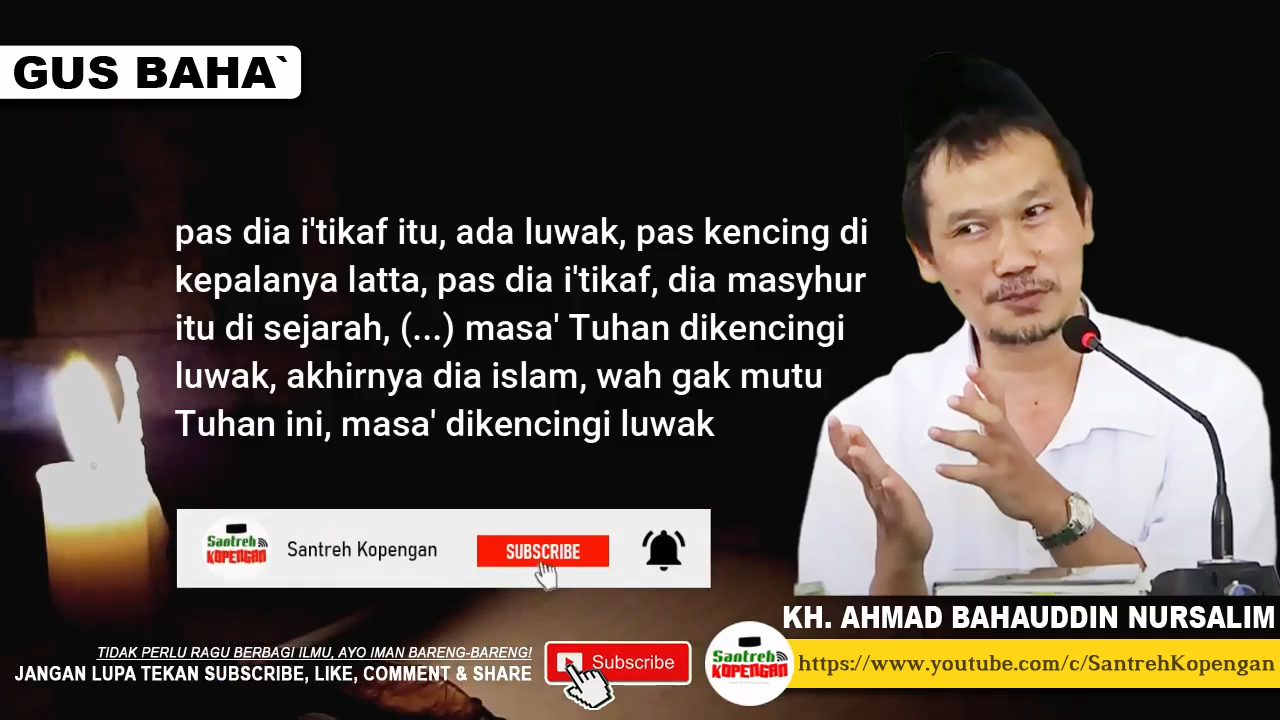 GUS BAHA`
pas dia i'tikaf itu, ada luwak, pas kencing di
kepalanya latta, pas dia i'tikaf, dia masyhur
itu di sejarah, (...) masa' Tuhan dikencingi
luwak, akhirnya dia islam, wah gak mutu
Tuhan ini, masa' dikencingi luwak
Santreh
KOPENGAN
Santreh Kopengan
SUBSCRIBE
KH. AHMAD BAHAUDDIN NURSALIM
TIDAK PERLU RAGU BERBAGI ILMU, AYO IMAN BARENG-BARENG!
JANGAN LUPA TEKAN SUBSCRIBE, LIKE, COMMENT & SHARE
Subscribe
Santreh
KOPENGAN
https://www.youtube.com/c/SantrehKopengan